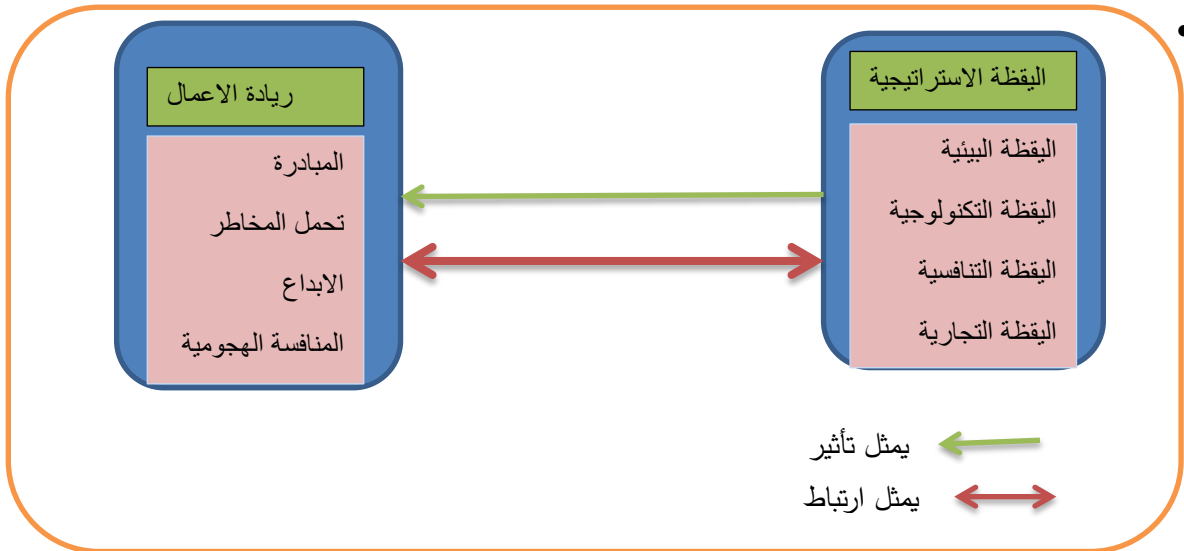 اليقظة الاستراتيجية
اليقظة البيئية
اليقظة التكنولوجية
اليقظة التنافسية
اليقظة التجارية
ريادة الاعمال
المبادرة
تحمل المخاطر
الابداع
المنافسة الهجومية
يمثل تأثير
يمثل ارتباط